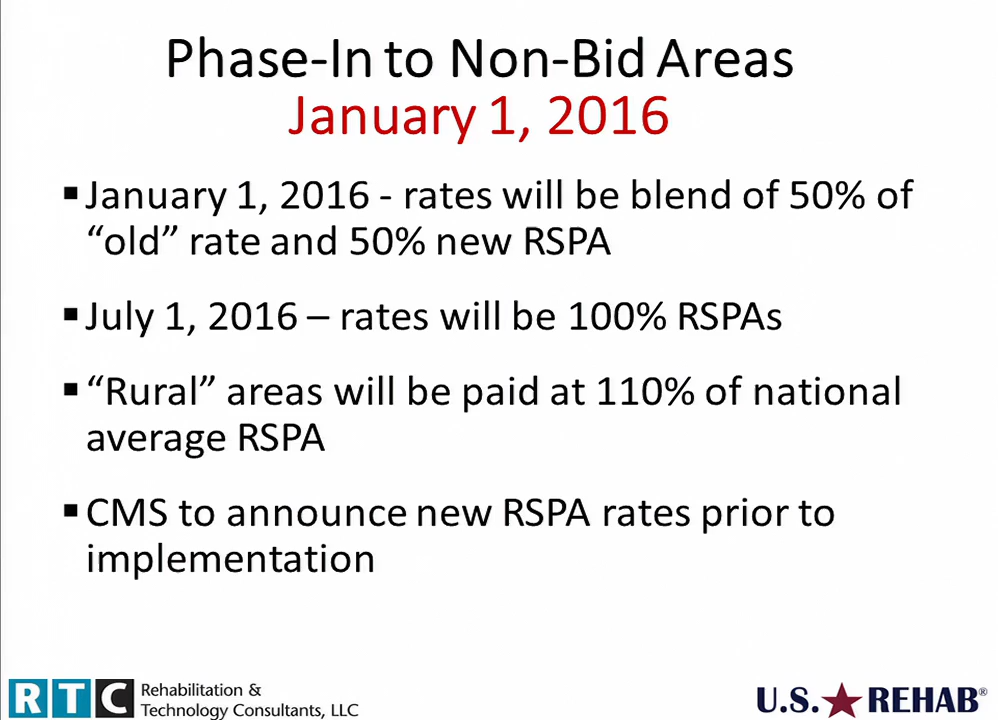 Phase-In to Non-Bid Areas
January 1, 2016
▪January 1, 2016 - rates will be blend of 50% of
“old” rate and 50% new RSPA
▪July 1, 2016 – rates will be 100% RSPAs
▪“Rural” areas will be paid at 110% of national
average RSPA
▪CMS to announce new RSPA rates prior to
implementation
RTC Rehabilitation &
Technology Consultants, LLC
U.S. REHAB®